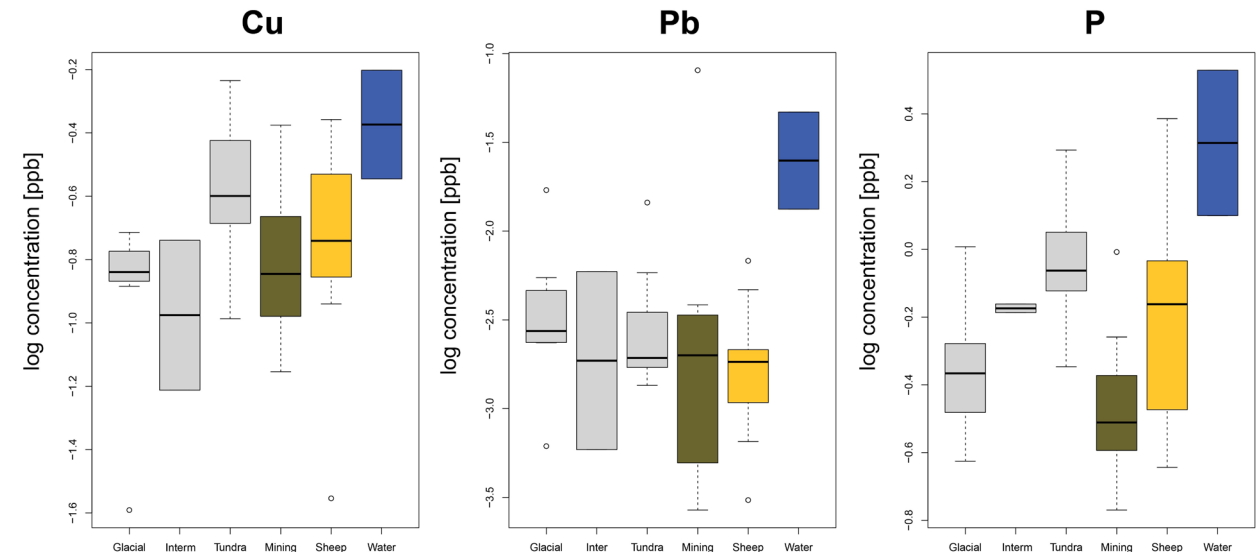 Cu
log concentration [ppb]
−0.2
−0.4
−0.6
−0.8
−1.0
−1.2
−1.4
−1.6
Glacial Interm Tundra Mining Sheep Water
Pb
log concentration [ppb]
−1.0
−1.5
−2.0
−2.5
−3.0
−3.5
Glacial Inter Tundra Mining Sheep Water
P
log concentration [ppb]
0.4
0.2
0.0
−0.2
−0.4
−0.6
−0.8
Glacial Interm Tundra Mining Sheep Water